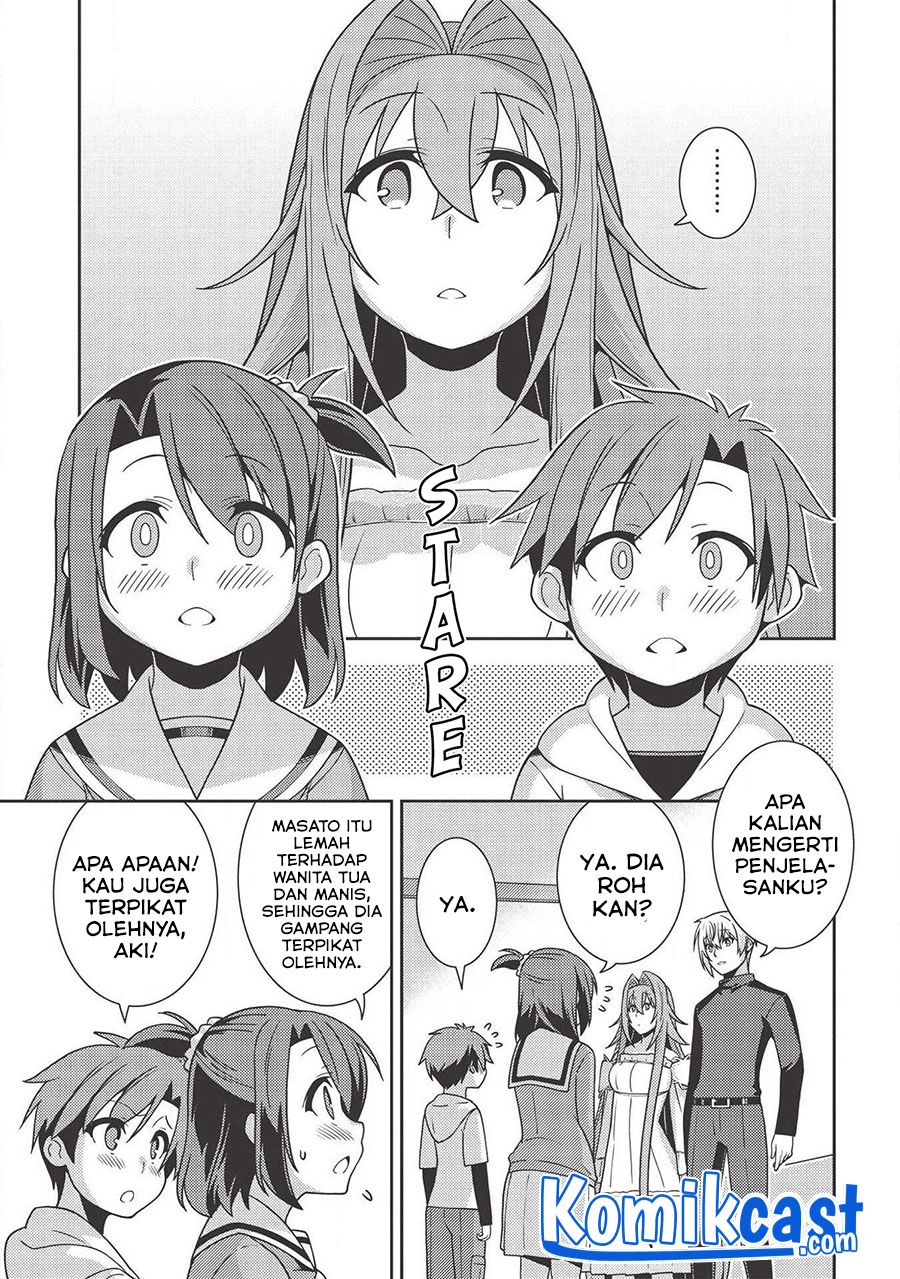 .........
STARE
APA
KALIAN
MENGERTI
PENJELA-
SANKU?
YA. DIA
ROH
KAN?
YA.
MASATO ITU
LEMAH
TERHADAP
WANITA TUA
DAN MANIS,
SEHINGGA DIA
GAMPANG
TERPIKAT
OLEHNYA.
APA APAAN!
KAU JUGA
TERPIKAT
OLEHNYA,
AKI!
Komikcast
.com